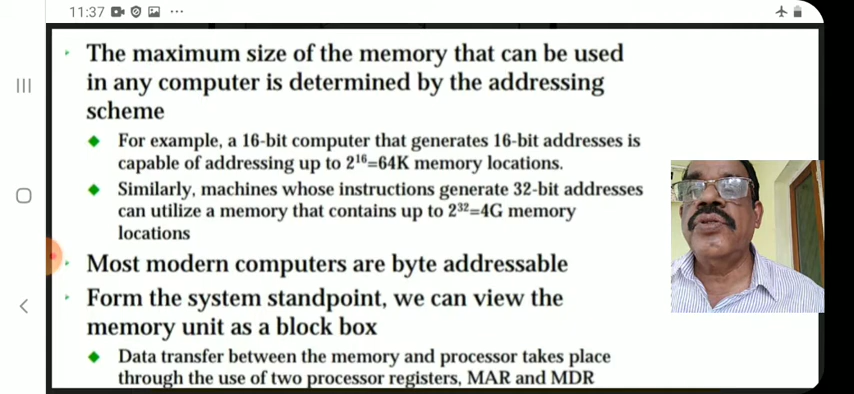 11:37
The maximum size of the memory that can be used
in any computer is determined by the addressing
scheme
For example, a 16-bit computer that generates 16-bit addresses is
capable of addressing up to 2¹⁶=64K memory locations.
Similarly, machines whose instructions generate 32-bit addresses
can utilize a memory that contains up to 2³²=4G memory
locations
Most modern computers are byte addressable
Form the system standpoint, we can view the
memory unit as a block box
Data transfer between the memory and processor takes place
through the use of two processor registers, MAR and MDR